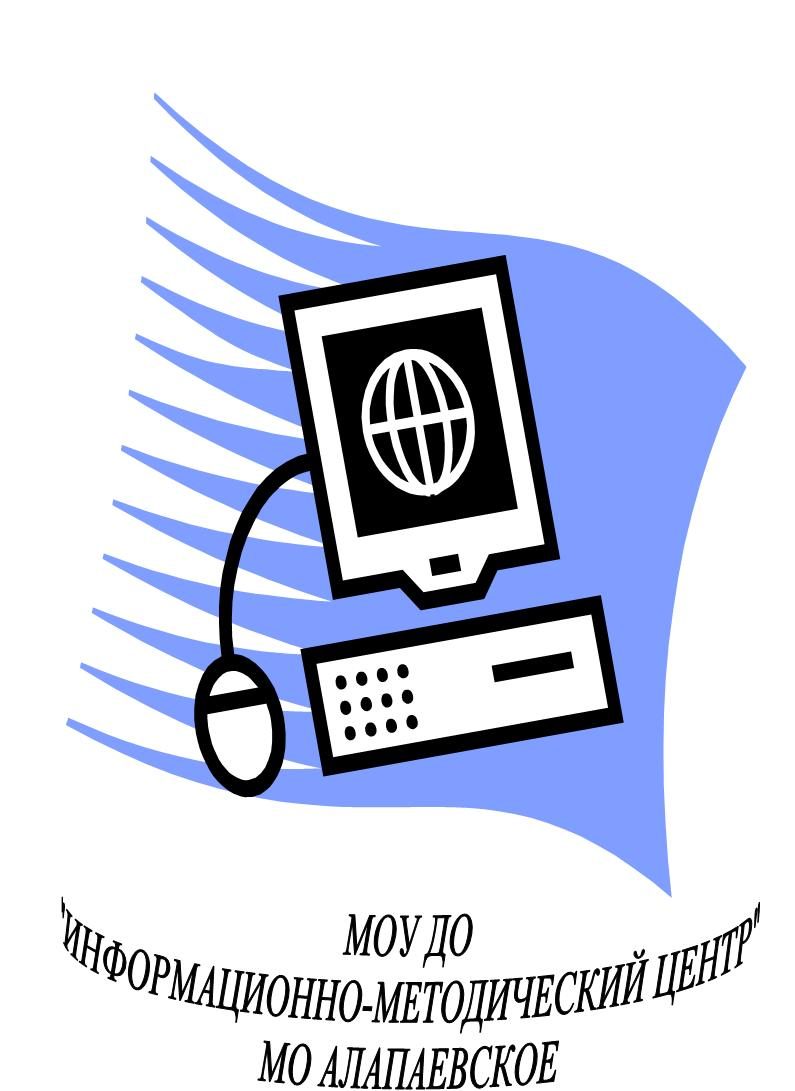 МОУ ДО
"ИНФОРМАЦИОННО-МЕТОДИЧЕСКИЙ ЦЕНТР"
МО АЛАПАЕВСКОЕ